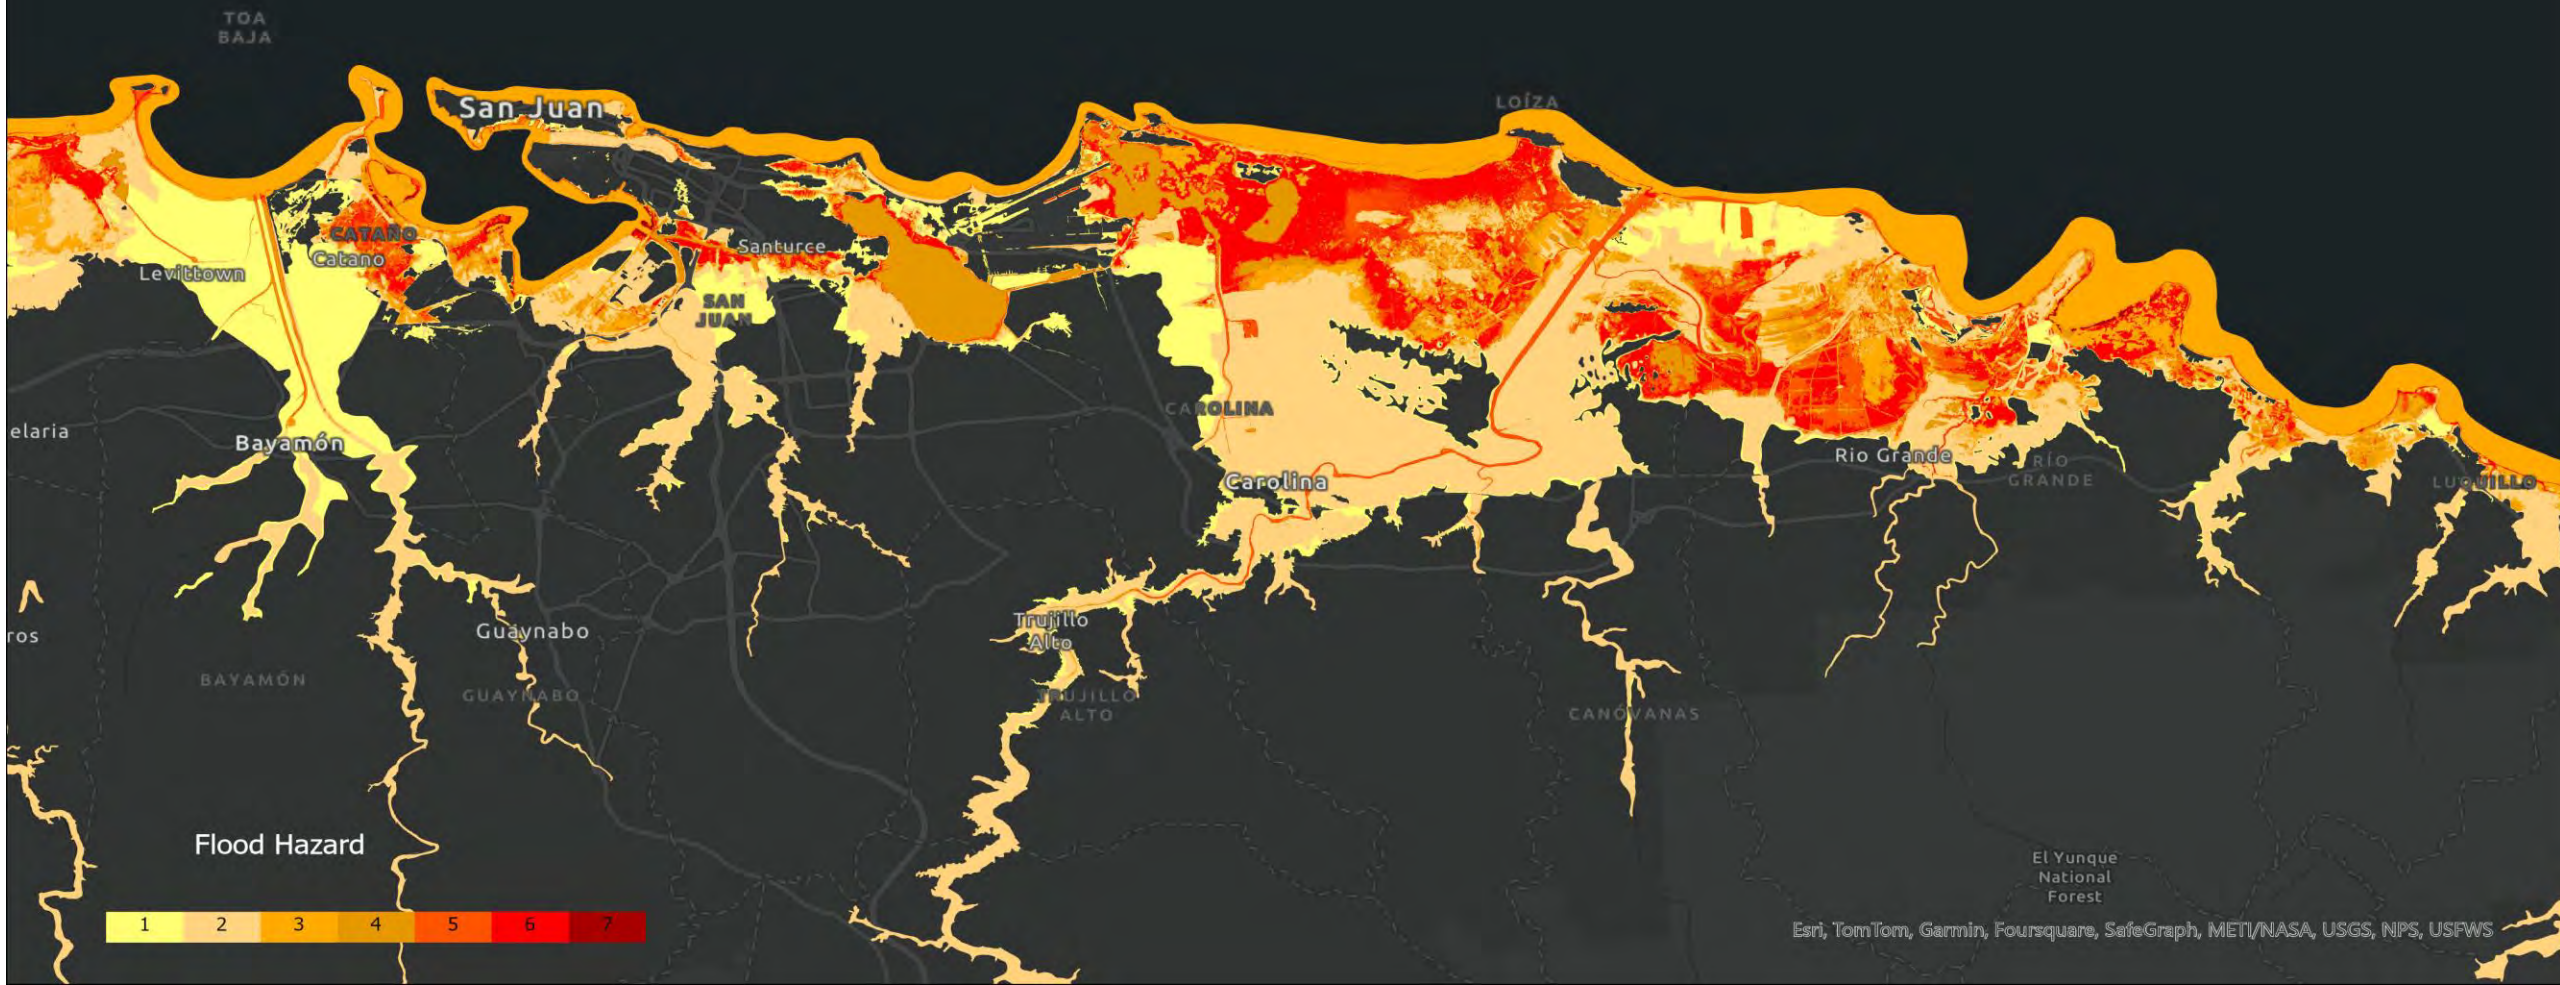 TOA
BAJA
San Juan
LOÍZA
CATAÑO
Catano
Levittown
Santurce
SAN
JUAN
CAROLINA
elaria
Bayamón
Carolina
Rio Grande
RÍO
GRANDE
LUQUILLO
Trujillo
Alto
Guaynabo
ros
BAYAMÓN
GUAYNABO
TRUJILLO
ALTO
CANÓVANAS
Flood Hazard
El Yunque
National
Forest
1 2 3 4 5 6 7
Esri, TomTom, Garmin, Foursquare, SafeGraph, METI/NASA, USGS, NPS, USFWS